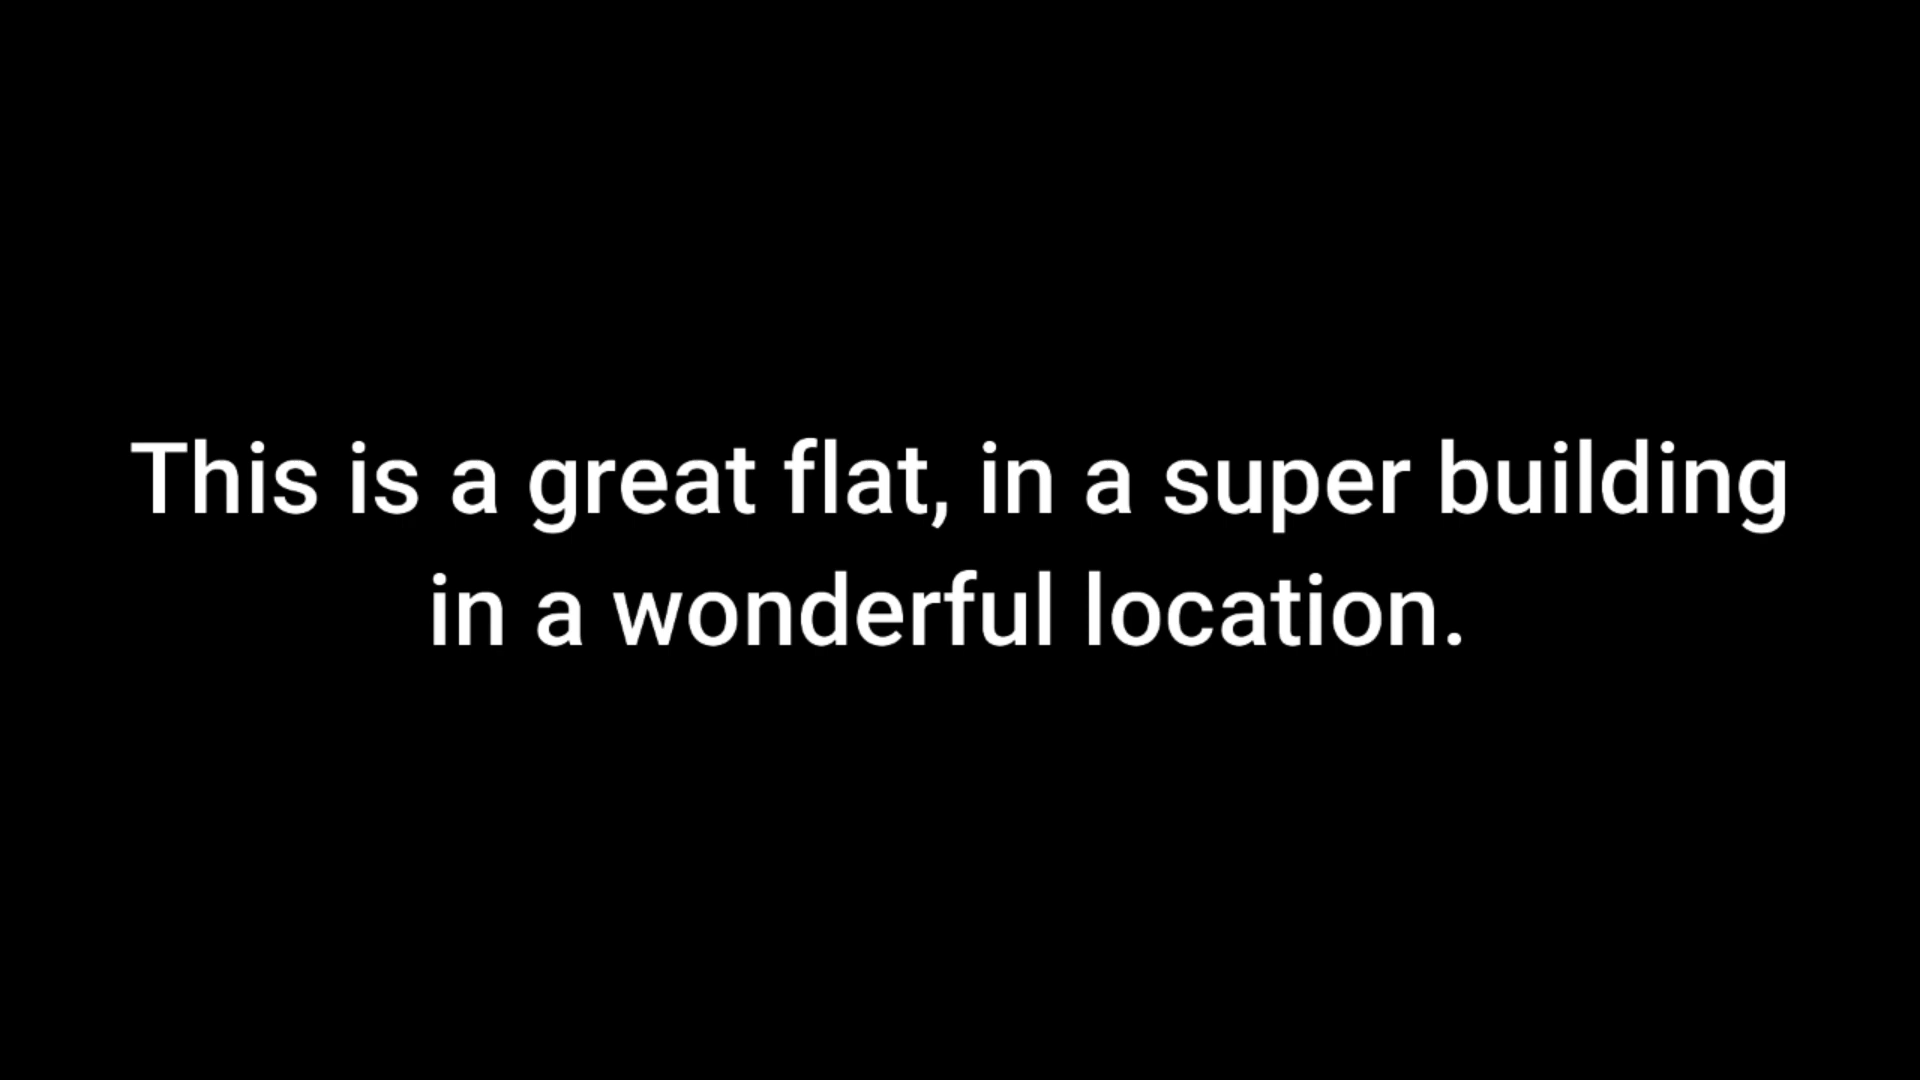 This is a great flat, in a super building
in a wonderful location.